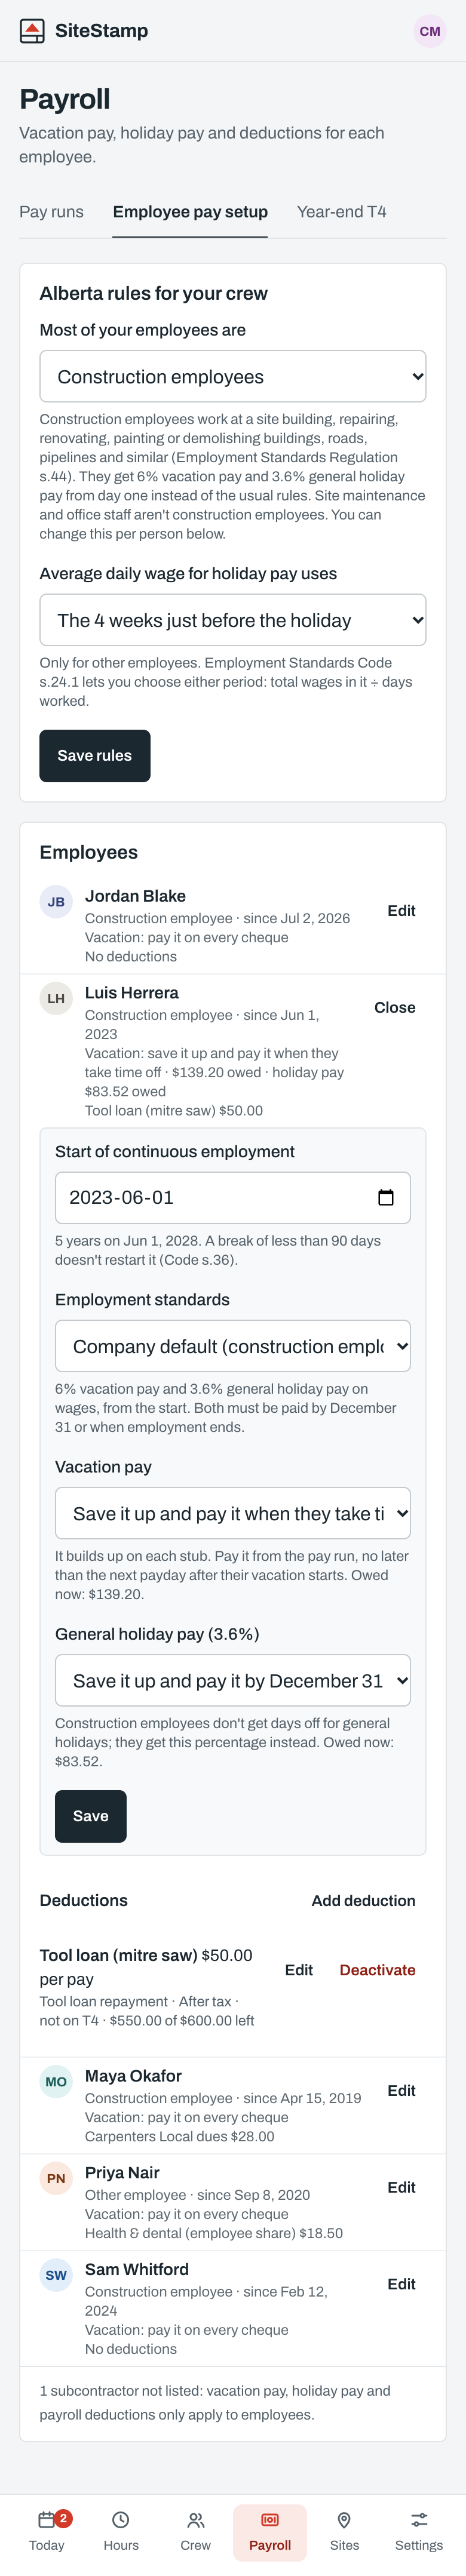 SiteStamp
CM
Payroll
Vacation pay, holiday pay and deductions for each
employee.
Pay runs
Employee pay setup
Year-end T4
Alberta rules for your crew
Most of your employees are
Construction employees
Construction employees work at a site building, repairing,
renovating, painting or demolishing buildings, roads,
pipelines and similar (Employment Standards Regulation
s.44). They get 6% vacation pay and 3.6% general holiday
pay from day one instead of the usual rules. Site maintenance
and office staff aren't construction employees. You can
change this per person below.
Average daily wage for holiday pay uses
The 4 weeks just before the holiday
Only for other employees. Employment Standards Code
s.24.1 lets you choose either period: total wages in it ÷ days
worked.
Save rules
Employees
JB
Jordan Blake
Construction employee · since Jul 2, 2026
Vacation: pay it on every cheque
No deductions
Edit
LH
Luis Herrera
Construction employee · since Jun 1,
2023
Vacation: save it up and pay it when they
take time off · $139.20 owed · holiday pay
$83.52 owed
Tool loan (mitre saw) $50.00
Close
Start of continuous employment
2023-06-01
5 years on Jun 1, 2028. A break of less than 90 days
doesn't restart it (Code s.36).
Employment standards
Company default (construction emplo
6% vacation pay and 3.6% general holiday pay on
wages, from the start. Both must be paid by December
31 or when employment ends.
Vacation pay
Save it up and pay it when they take ti
It builds up on each stub. Pay it from the pay run, no later
than the next payday after their vacation starts. Owed
now: $139.20.
General holiday pay (3.6%)
Save it up and pay it by December 31
Construction employees don't get days off for general
holidays; they get this percentage instead. Owed now:
$83.52.
Save
Deductions
Add deduction
Tool loan (mitre saw) $50.00
per pay
Tool loan repayment · After tax ·
not on T4 · $550.00 of $600.00 left
Edit
Deactivate
MO
Maya Okafor
Construction employee · since Apr 15, 2019
Vacation: pay it on every cheque
Carpenters Local dues $28.00
Edit
PN
Priya Nair
Other employee · since Sep 8, 2020
Vacation: pay it on every cheque
Health & dental (employee share) $18.50
Edit
SW
Sam Whitford
Construction employee · since Feb 12,
2024
Vacation: pay it on every cheque
No deductions
Edit
1 subcontractor not listed: vacation pay, holiday pay and
payroll deductions only apply to employees.
2
Today
Hours
Crew
Payroll
Sites
Settings